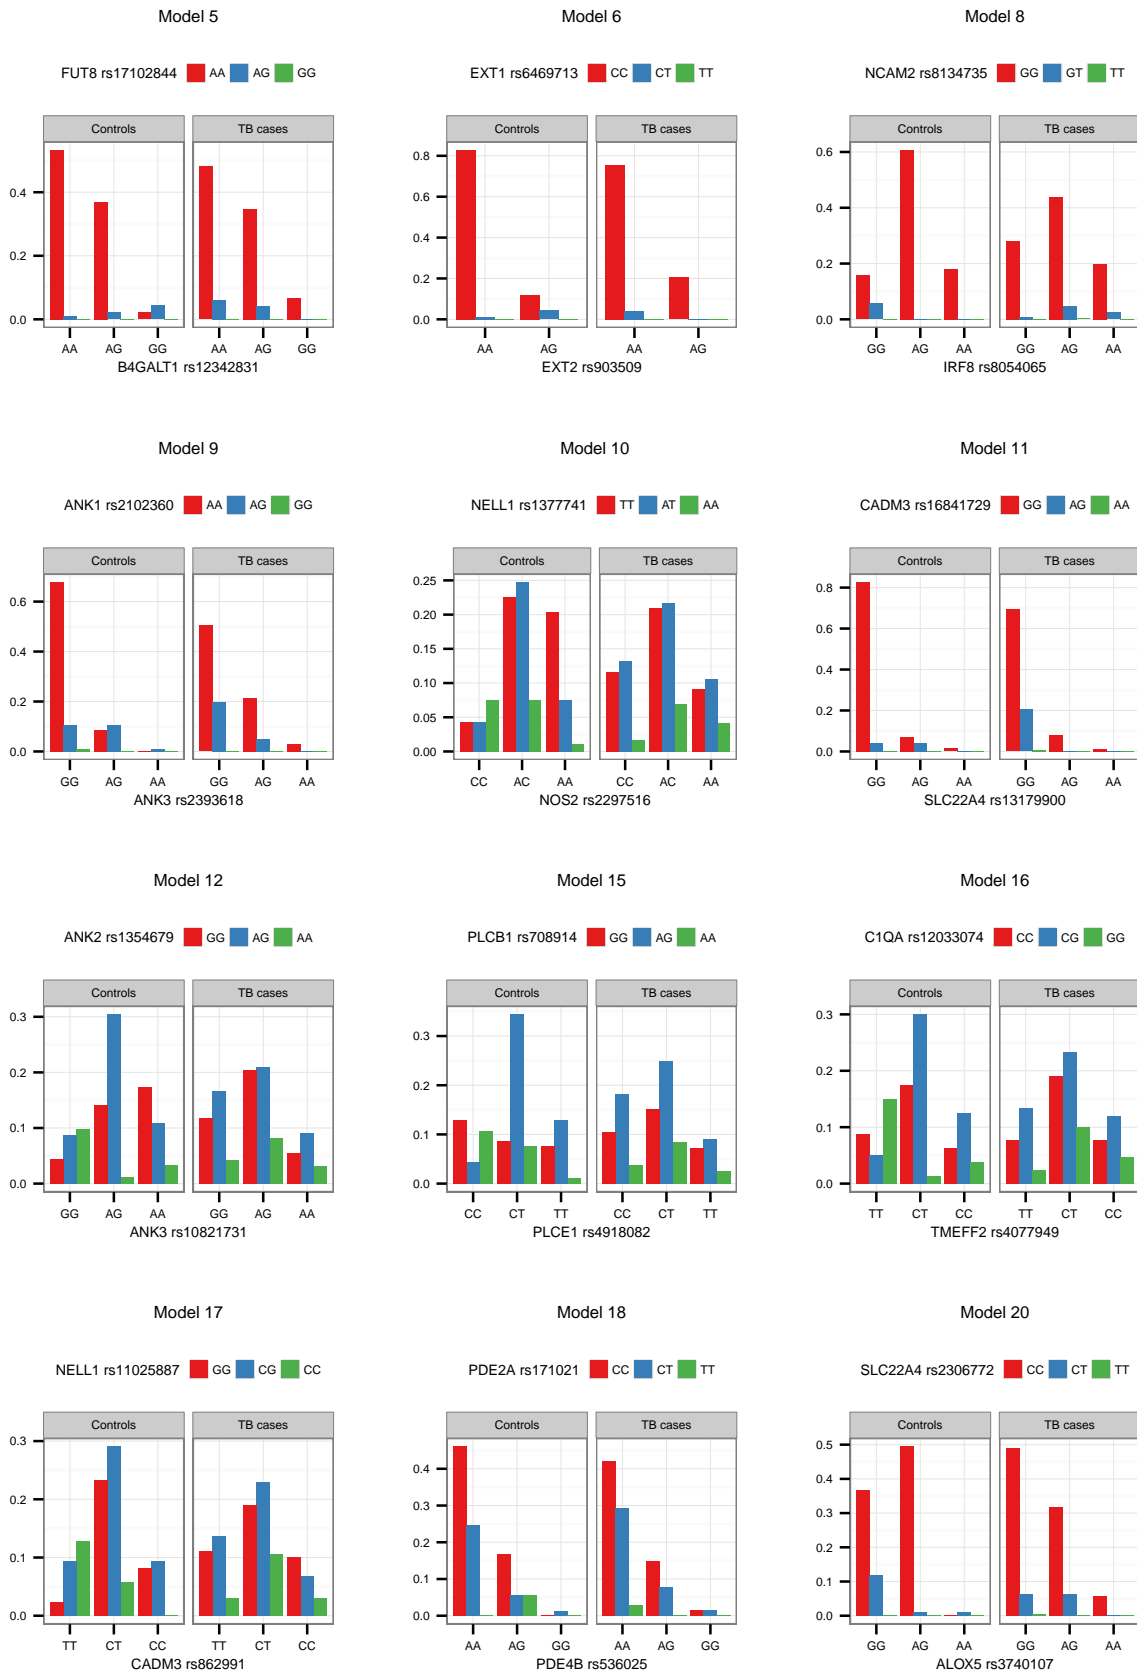 Model 5
FUT8 rs17102844 AA AG GG
Controls TB cases
0.4
0.2
0.0
AA AG GG AA AG GG
B4GALT1 rs12342831
Model 6
EXT1 rs6469713 CC CT TT
Controls TB cases
0.8
0.6
0.4
0.2
0.0
AA AG AA AG
EXT2 rs903509
Model 8
NCAM2 rs8134735 GG GT TT
Controls TB cases
0.6
0.4
0.2
0.0
GG AG AA GG AG AA
IRF8 rs8054065
Model 9
ANK1 rs2102360 AA AG GG
Controls TB cases
0.6
0.4
0.2
0.0
GG AG AA GG AG AA
ANK3 rs2393618
Model 10
NELL1 rs1377741 TT AT AA
Controls TB cases
0.25
0.20
0.15
0.10
0.05
0.00
CC AC AA CC AC AA
NOS2 rs2297516
Model 11
CADM3 rs16841729 GG AG AA
Controls TB cases
0.8
0.6
0.4
0.2
0.0
GG AG AA GG AG AA
SLC22A4 rs13179900
Model 12
ANK2 rs1354679 GG AG AA
Controls TB cases
0.3
0.2
0.1
0.0
GG AG AA GG AG AA
ANK3 rs10821731
Model 15
PLCB1 rs708914 GG AG AA
Controls TB cases
0.3
0.2
0.1
0.0
CC CT TT CC CT TT
PLCE1 rs4918082
Model 16
C1QA rs12033074 CC CG GG
Controls TB cases
0.3
0.2
0.1
0.0
TT CT CC TT CT CC
TMEFF2 rs4077949
Model 17
NELL1 rs11025887 GG CG CC
Controls TB cases
0.3
0.2
0.1
0.0
TT CT CC TT CT CC
CADM3 rs862991
Model 18
PDE2A rs171021 CC CT TT
Controls TB cases
0.4
0.3
0.2
0.1
0.0
AA AG GG AA AG GG
PDE4B rs536025
Model 20
SLC22A4 rs2306772 CC CT TT
Controls TB cases
0.5
0.4
0.3
0.2
0.1
0.0
GG AG AA GG AG AA
ALOX5 rs3740107